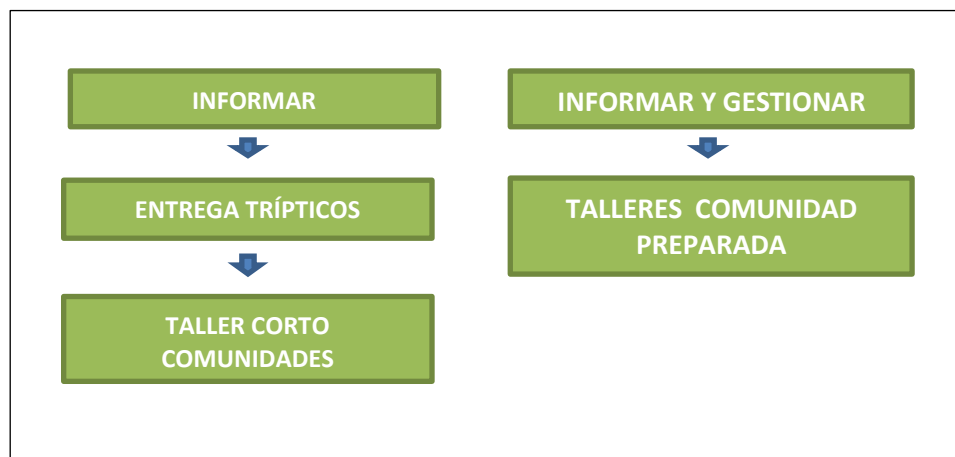 INFORMAR
ENTREGA TRÍPTICOS
TALLER CORTO
COMUNIDADES
INFORMAR Y GESTIONAR
TALLERES COMUNIDAD
PREPARADA